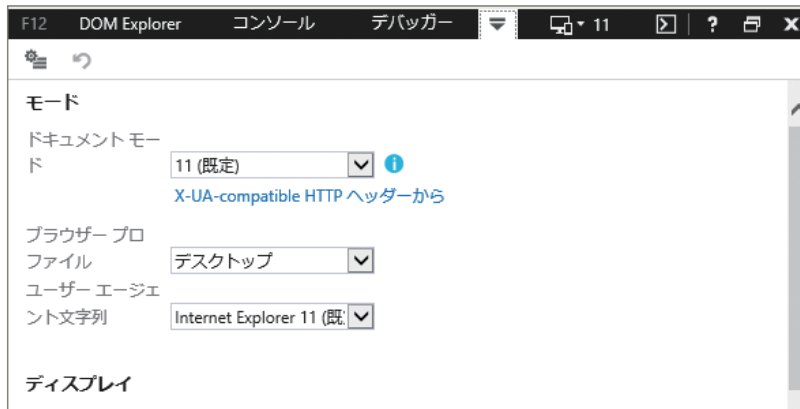 F12 DOM Explorer コンソール デバッガー 11 ?
モード
ドキュメント モー
ド 11 (既定)
X-UA-compatible HTTP ヘッダーから
ブラウザー プロ
ファイル デスクトップ
ユーザー エージェ
ント文字列 Internet Explorer 11 (既
ディスプレイ